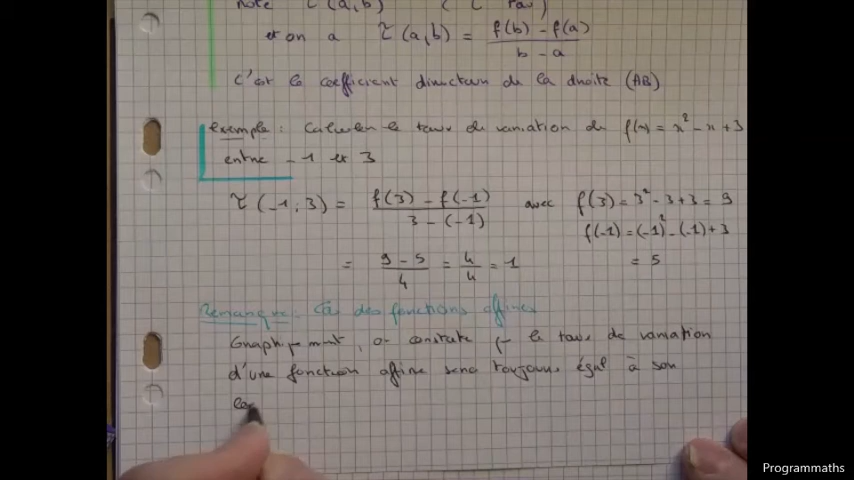 note τ(a,b) (τ "tau")
et on a τ(a,b) = f(b) - f(a) / b - a
C'est le coefficient directeur de la droite (AB)
Exemple : Calculer le taux de variation de f(x) = x² - x + 3
entre -1 et 3
τ(-1;3) = f(3) - f(-1) / 3 - (-1) avec f(3) = 3² - 3 + 3 = 9
f(-1) = (-1)² - (-1) + 3
= 9 - 5 / 4 = 4 / 4 = 1 = 5
Remarque : Cas des fonctions affines
Graphiquement, on constate que le taux de variation
d'une fonction affine sera toujours égal à son
co
Programmaths